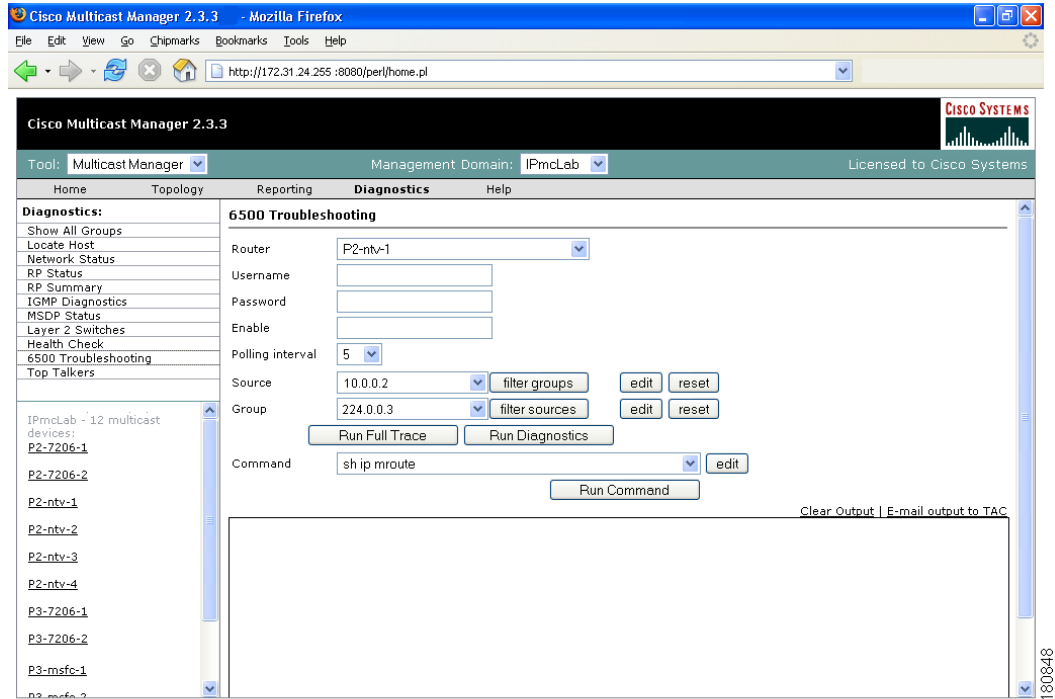 Cisco Multicast Manager 2.3.3 - Mozilla Firefox
File Edit View Go Chipmarks Bookmarks Tools Help
http://172.31.24.255 :8080/perl/home.pl
Cisco Multicast Manager 2.3.3
CISCO SYSTEMS
Tool: Multicast Manager Management Domain: IPmcLab Licensed to Cisco Systems
Home Topology Reporting Diagnostics Help
Diagnostics:
Show All Groups
Locate Host
Network Status
RP Status
RP Summary
IGMP Diagnostics
MSDP Status
Layer 2 Switches
Health Check
6500 Troubleshooting
Top Talkers
IPmcLab - 12 multicast
devices:
P2-7206-1
P2-7206-2
P2-ntv-1
P2-ntv-2
P2-ntv-3
P2-ntv-4
P3-7206-1
P3-7206-2
P3-msfc-1
P3-msfc-2
6500 Troubleshooting
Router P2-ntv-1
Username
Password
Enable
Polling interval 5
Source 10.0.0.2 filter groups edit reset
Group 224.0.0.3 filter sources edit reset
Run Full Trace Run Diagnostics
Command sh ip mroute edit
Run Command
Clear Output | E-mail output to TAC
180848